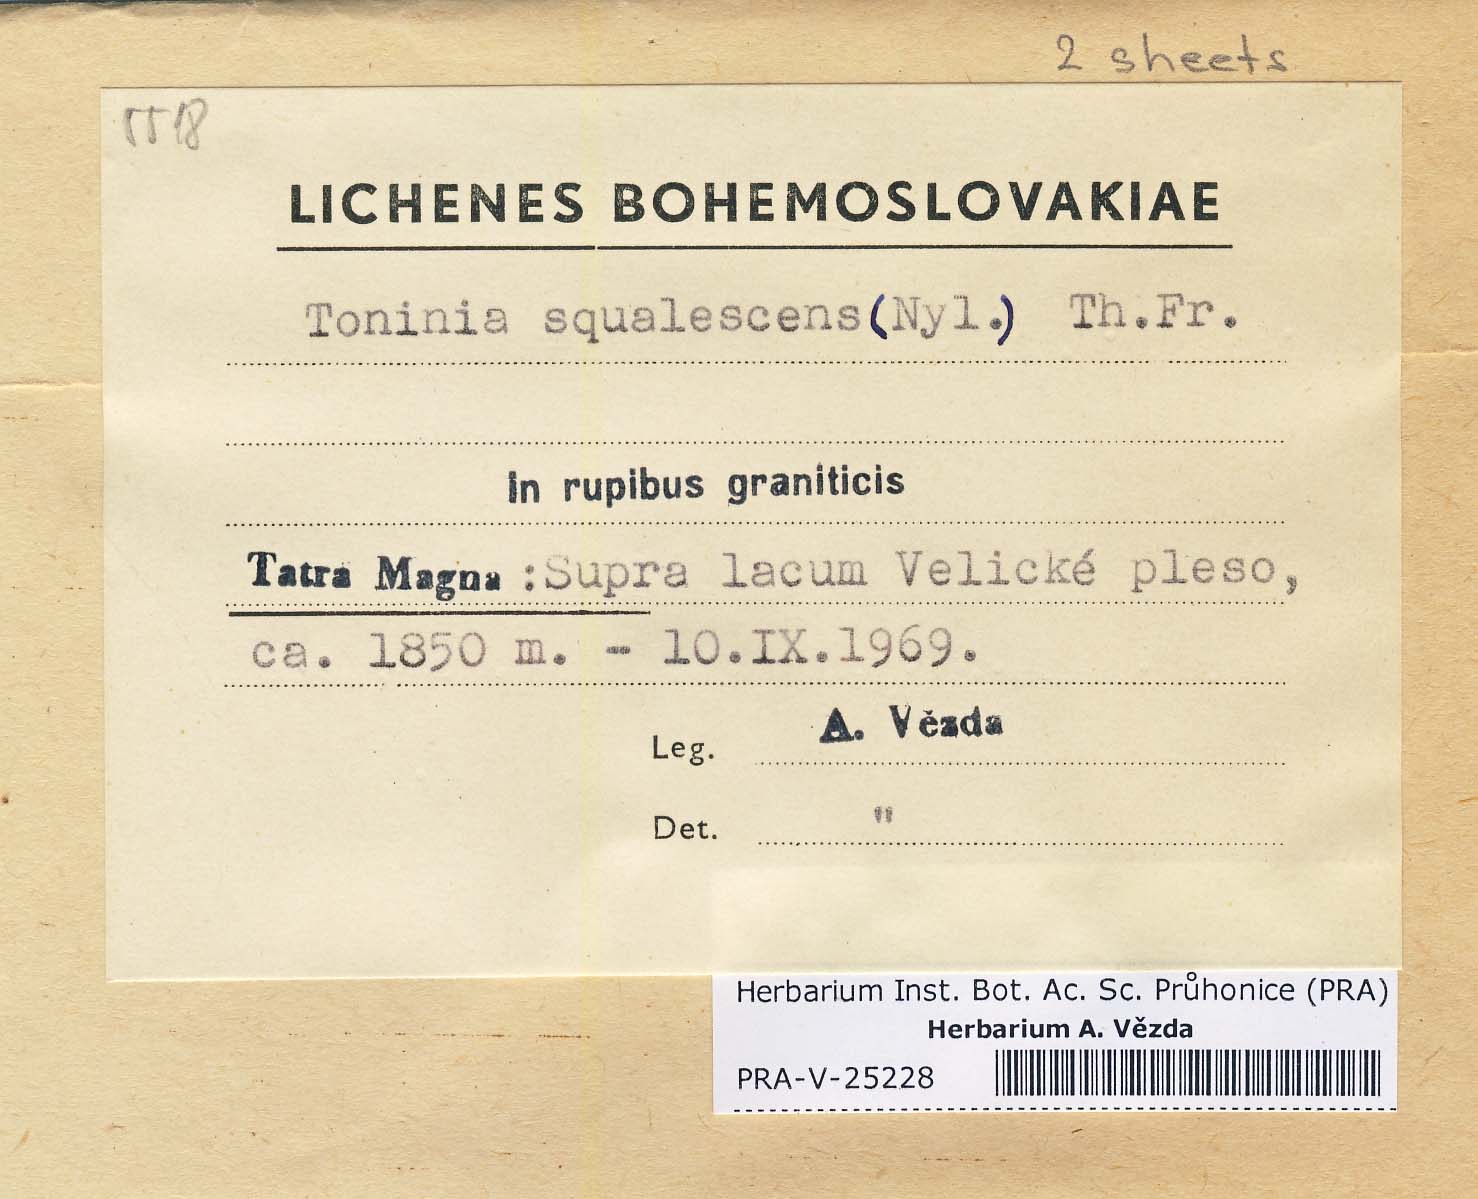 2 sheets
5518
LICHENES BOHEMOSLOVAKIAE
Toninia squalescens (Nyl.) Th.Fr.
in rupibus graniticis
Tatra Magna :Supra lacum Velické pleso,
ca. 1850 m. - 10.IX.1969.
Leg. A. Vězda
Det. "
Herbarium Inst. Bot. Ac. Sc. Průhonice (PRA)
Herbarium A. Vězda
PRA-V-25228